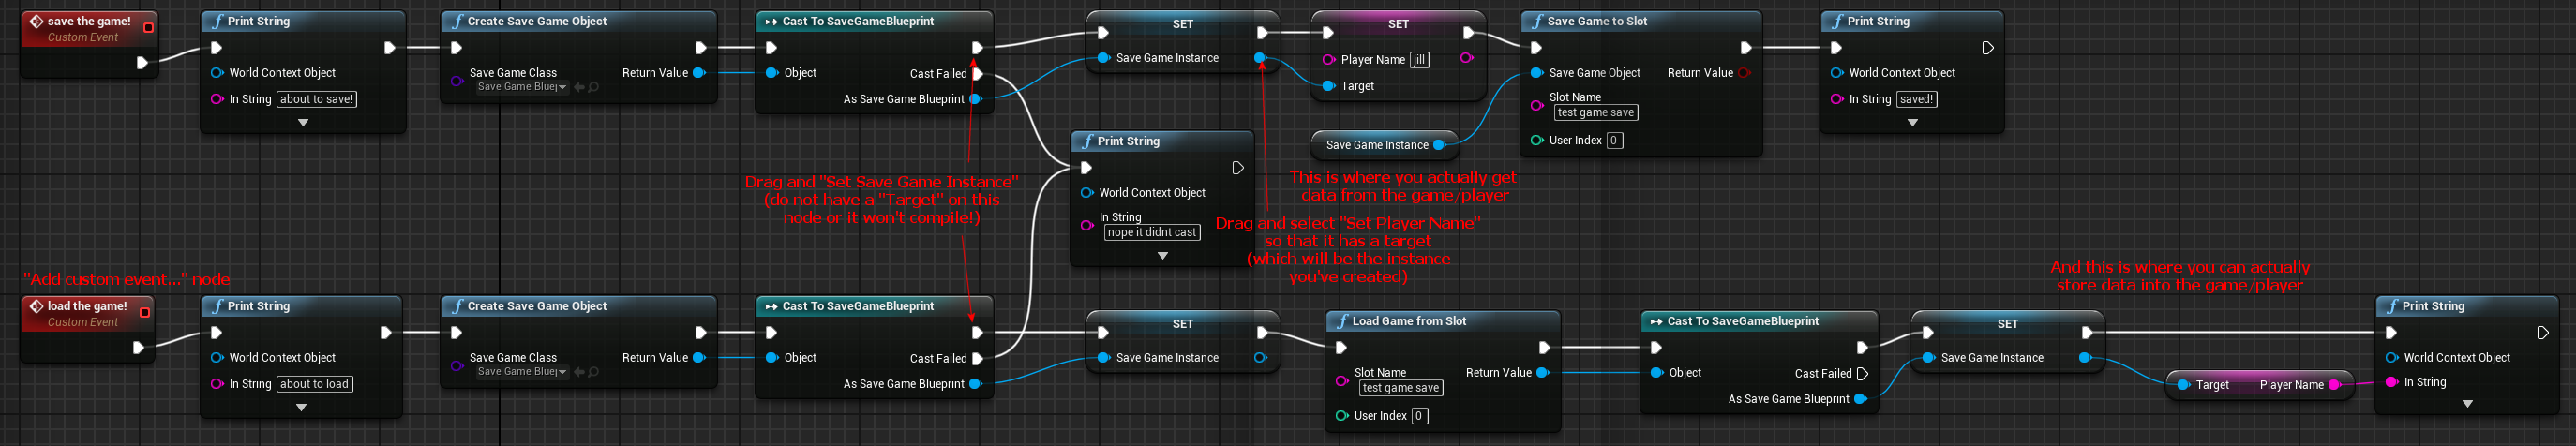 save the game!
Custom Event
Print String
World Context Object
In String about to save!
Create Save Game Object
Save Game Class
Save Game Bluep
Return Value
Cast To SaveGameBlueprint
Object
Cast Failed
As Save Game Blueprint
SET
Save Game Instance
SET
Player Name jill
Target
Save Game Instance
Save Game to Slot
Save Game Object
Return Value
Slot Name
test game save
User Index 0
Print String
World Context Object
In String saved!
Print String
World Context Object
In String
nope it didnt cast
Drag and "Set Save Game Instance"
(do not have a "Target" on this
node or it won't compile!)
This is where you actually get
data from the game/player
Drag and select "Set Player Name"
so that it has a target
(which will be the instance
you've created)
"Add custom event..." node
load the game!
Custom Event
Print String
World Context Object
In String about to load
Create Save Game Object
Save Game Class
Save Game Bluep
Return Value
Cast To SaveGameBlueprint
Object
Cast Failed
As Save Game Blueprint
SET
Save Game Instance
Load Game from Slot
Slot Name
test game save
Return Value
User Index 0
Cast To SaveGameBlueprint
Object
Cast Failed
As Save Game Blueprint
SET
Save Game Instance
And this is where you can actually
store data into the game/player
Target Player Name
Print String
World Context Object
In String